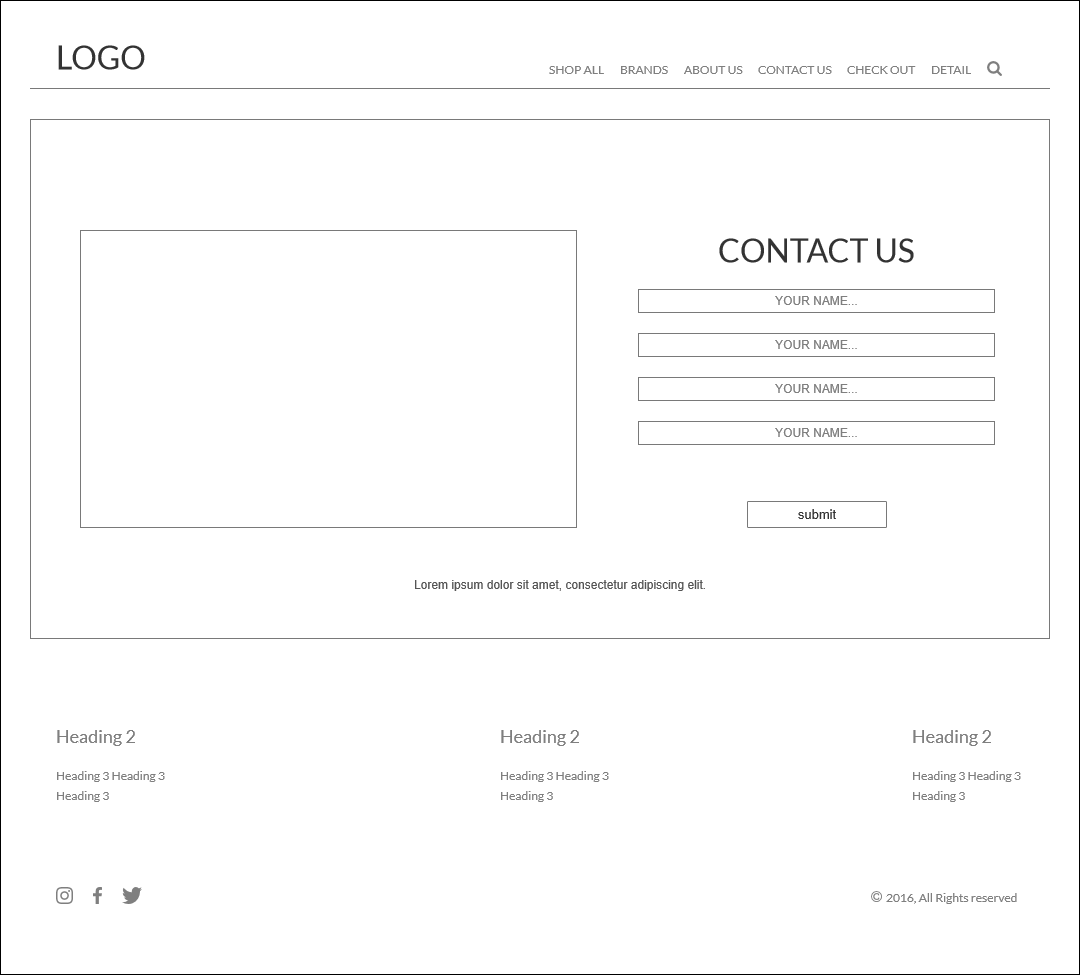 LOGO
SHOP ALL BRANDS ABOUT US CONTACT US CHECK OUT DETAIL
CONTACT US
YOUR NAME...
YOUR NAME...
YOUR NAME...
YOUR NAME...
submit
Lorem ipsum dolor sit amet, consectetur adipiscing elit.
Heading 2
Heading 3 Heading 3
Heading 3
Heading 2
Heading 3 Heading 3
Heading 3
Heading 2
Heading 3 Heading 3
Heading 3
© 2016, All Rights reserved